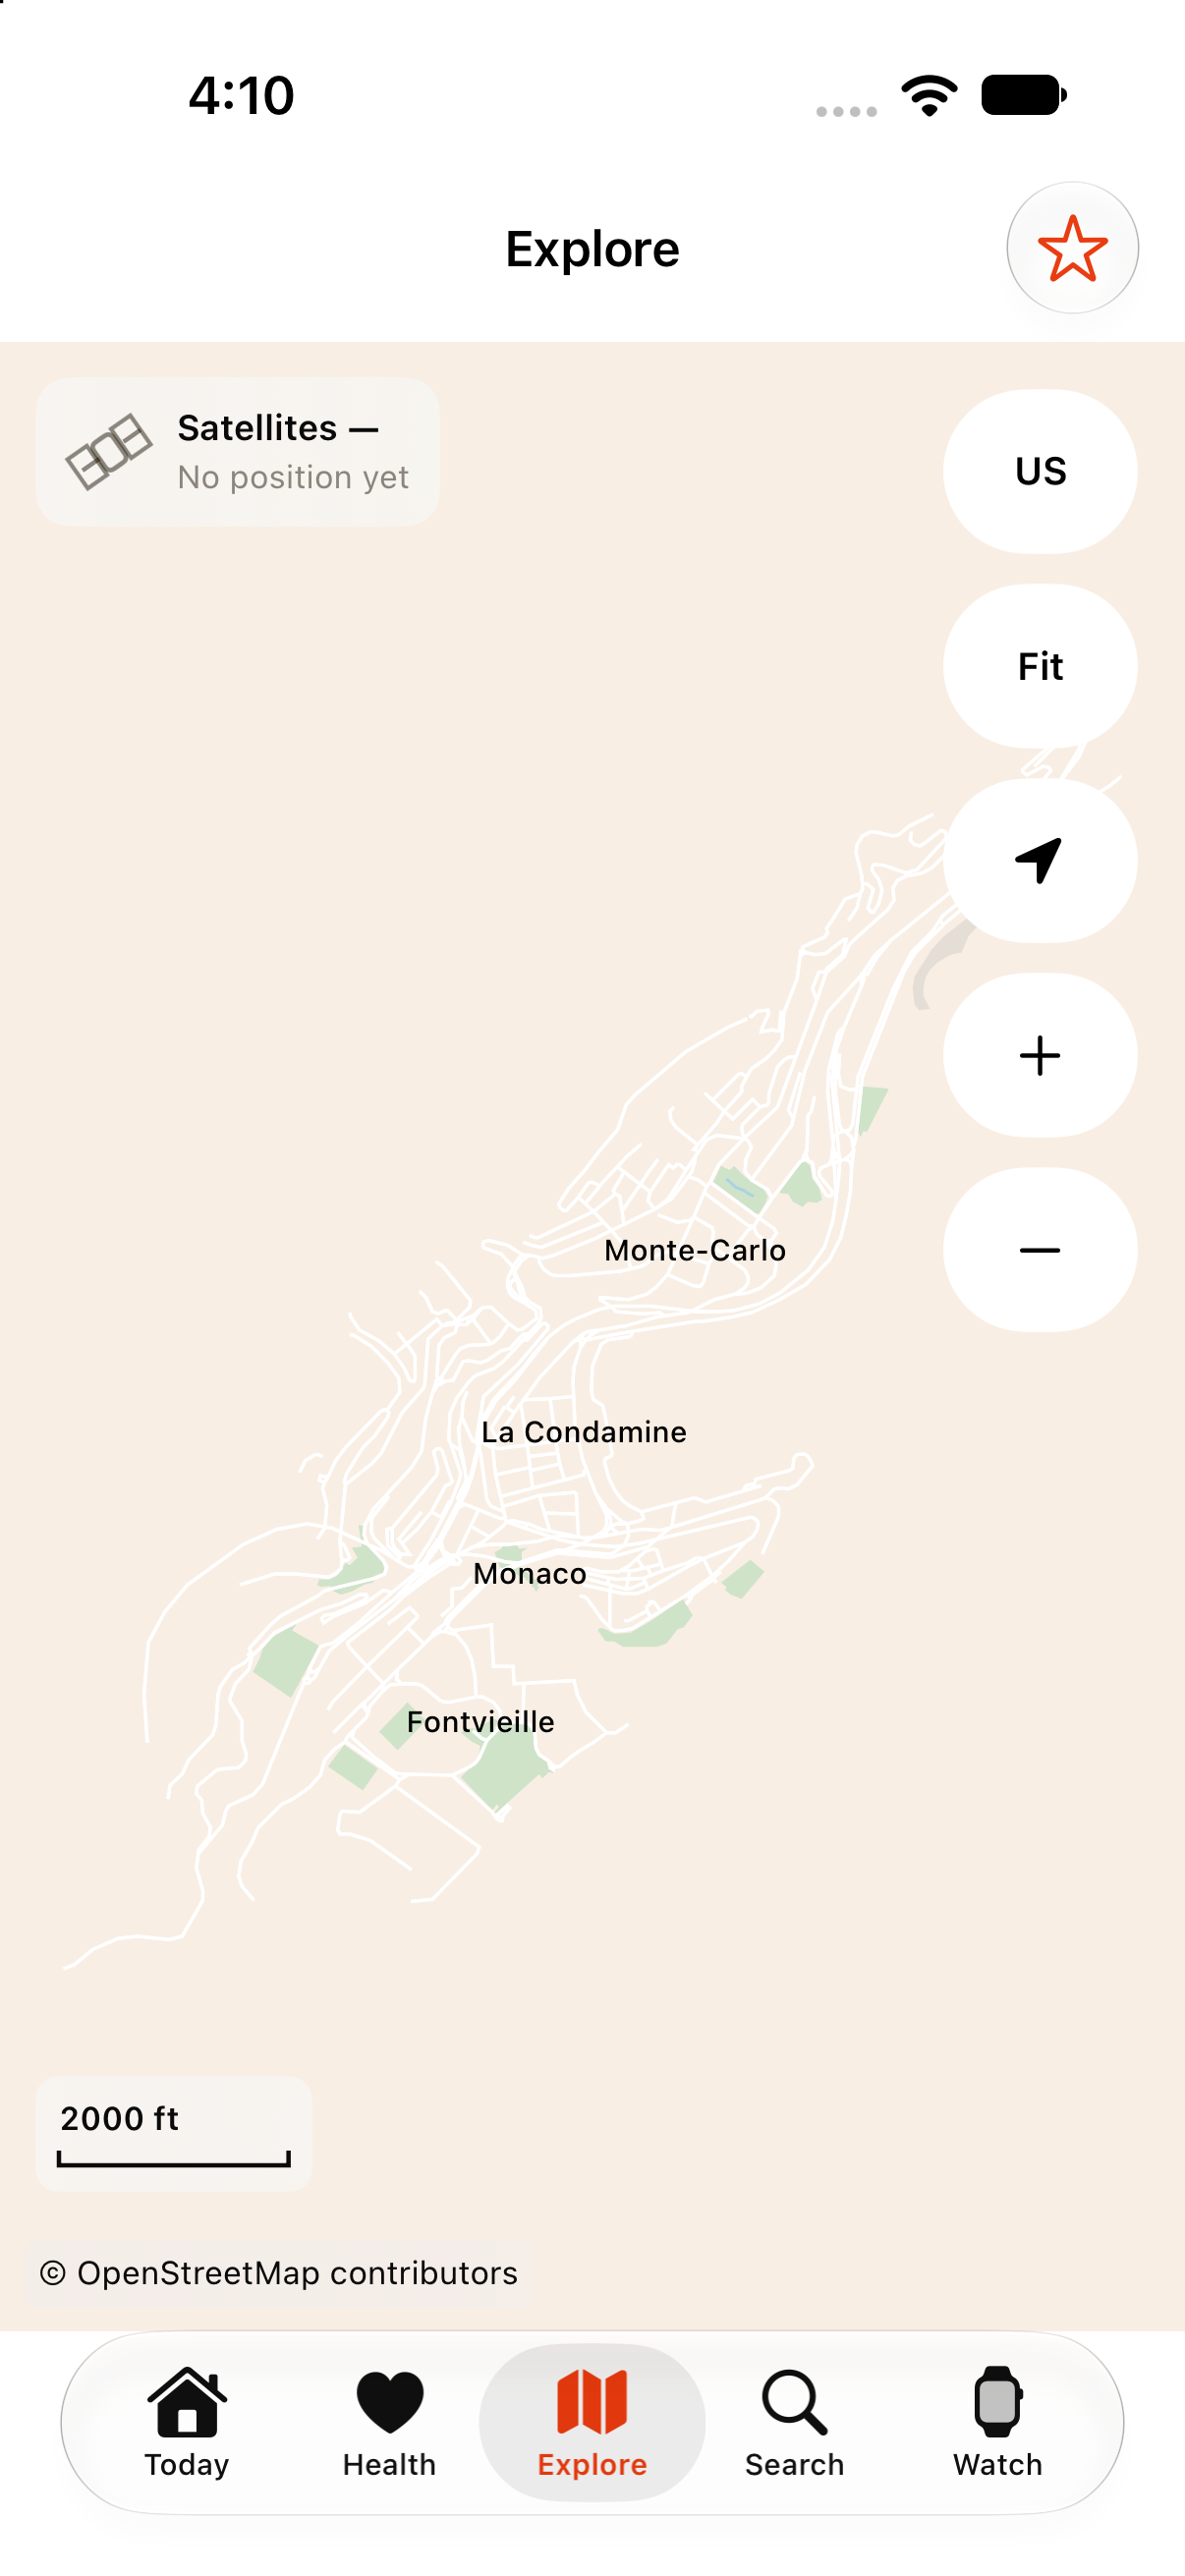 4:10
Explore
Satellites —
No position yet
US
Fit
Monte-Carlo
La Condamine
Monaco
Fontvieille
2000 ft
© OpenStreetMap contributors
Today
Health
Explore
Search
Watch